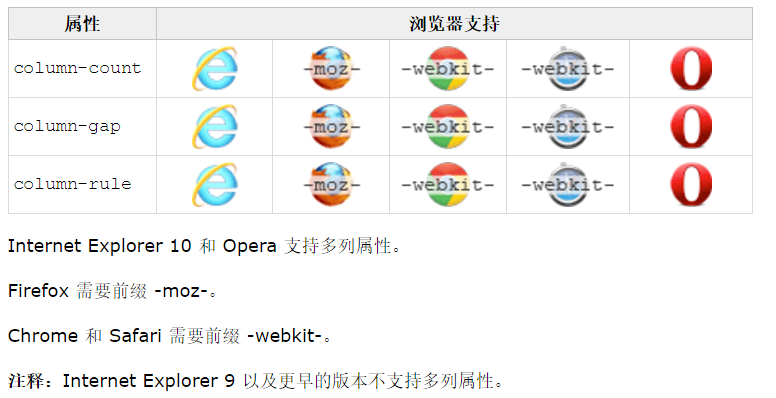 属性 浏览器支持
column-count -moz- -webkit- -webkit-
column-gap -moz- -webkit- -webkit-
column-rule -moz- -webkit- -webkit-
Internet Explorer 10 和 Opera 支持多列属性。
Firefox 需要前缀 -moz-。
Chrome 和 Safari 需要前缀 -webkit-。
注释：Internet Explorer 9 以及更早的版本不支持多列属性。